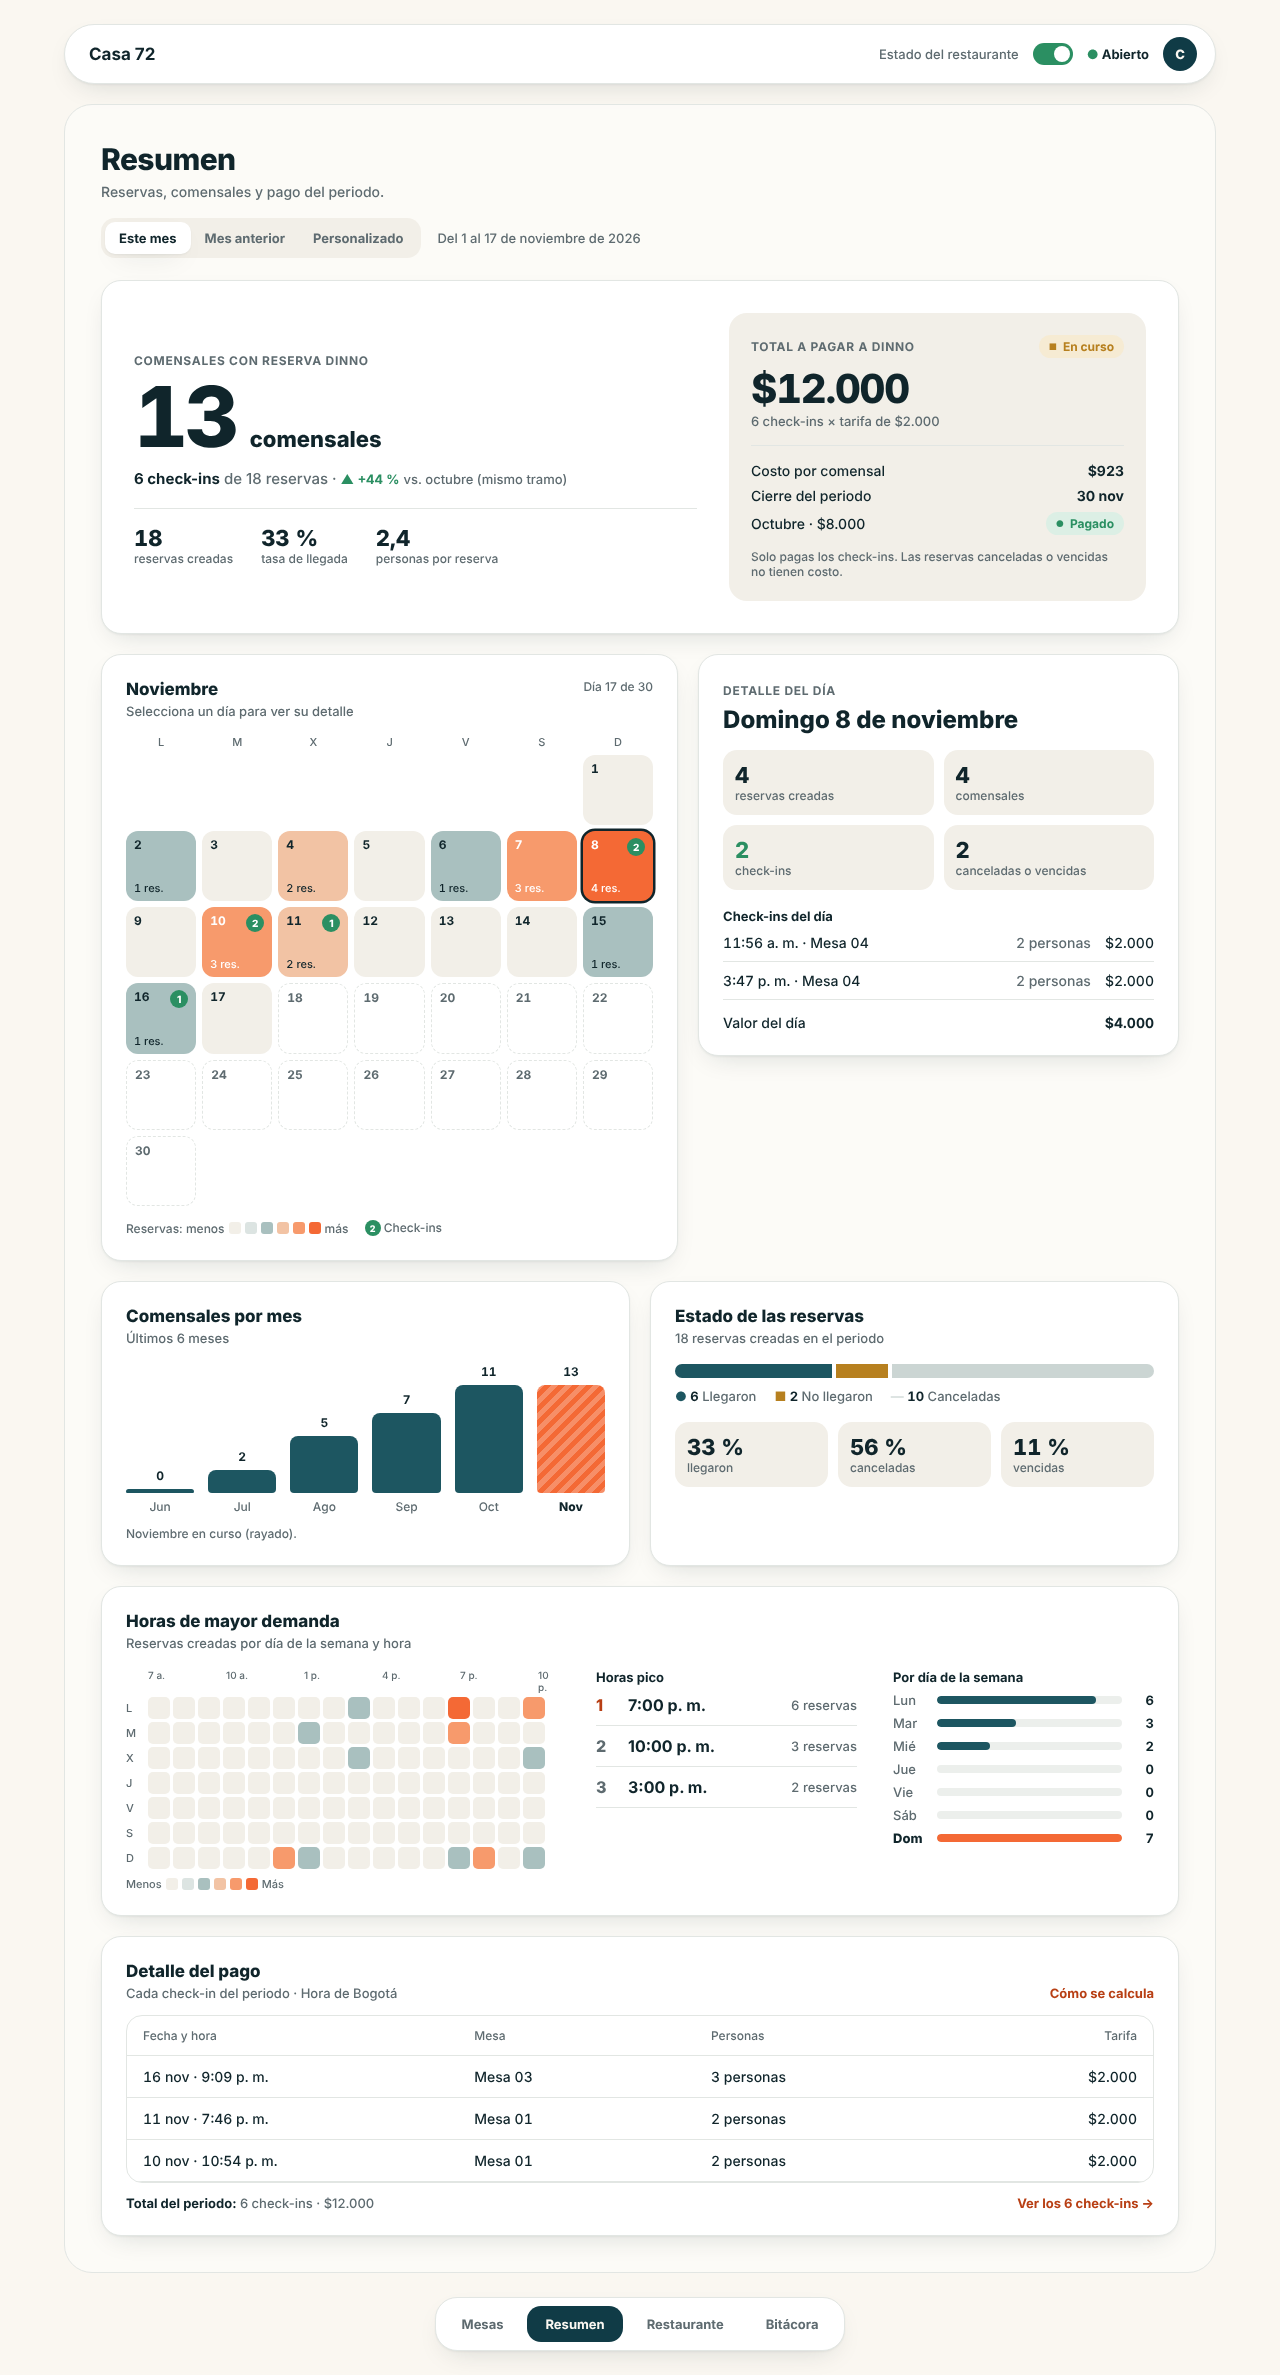 Casa 72
Estado del restaurante
Abierto
C
Resumen
Reservas, comensales y pago del periodo.
Este mes Mes anterior Personalizado Del 1 al 17 de noviembre de 2026
COMENSALES CON RESERVA DINNO
13 comensales
6 check-ins de 18 reservas · ▲ +44 % vs. octubre (mismo tramo)
18 33 % 2,4
reservas creadas tasa de llegada personas por reserva
TOTAL A PAGAR A DINNO En curso
$12.000
6 check-ins × tarifa de $2.000
Costo por comensal $923
Cierre del periodo 30 nov
Octubre · $8.000 Pagado
Solo pagas los check-ins. Las reservas canceladas o vencidas
no tienen costo.
Noviembre Día 17 de 30
Selecciona un día para ver su detalle
L M X J V S D
1
2 3 4 5 6 7 8 2
1 res. 2 res. 1 res. 3 res. 4 res.
9 10 2 11 1 12 13 14 15
3 res. 2 res. 1 res.
16 1 17 18 19 20 21 22
1 res.
23 24 25 26 27 28 29
30
Reservas: menos más 2 Check-ins
DETALLE DEL DÍA
Domingo 8 de noviembre
4 4
reservas creadas comensales
2 2
check-ins canceladas o vencidas
Check-ins del día
11:56 a. m. · Mesa 04 2 personas $2.000
3:47 p. m. · Mesa 04 2 personas $2.000
Valor del día $4.000
Comensales por mes
Últimos 6 meses
0 2 5 7 11 13
Jun Jul Ago Sep Oct Nov
Noviembre en curso (rayado).
Estado de las reservas
18 reservas creadas en el periodo
6 Llegaron 2 No llegaron 10 Canceladas
33 % 56 % 11 %
llegaron canceladas vencidas
Horas de mayor demanda
Reservas creadas por día de la semana y hora
7 a. 10 a. 1 p. 4 p. 7 p. 10
p.
L
M
X
J
V
S
D
Menos Más
Horas pico
1 7:00 p. m. 6 reservas
2 10:00 p. m. 3 reservas
3 3:00 p. m. 2 reservas
Por día de la semana
Lun 6
Mar 3
Mié 2
Jue 0
Vie 0
Sáb 0
Dom 7
Detalle del pago
Cada check-in del periodo · Hora de Bogotá Cómo se calcula
Fecha y hora Mesa Personas Tarifa
16 nov · 9:09 p. m. Mesa 03 3 personas $2.000
11 nov · 7:46 p. m. Mesa 01 2 personas $2.000
10 nov · 10:54 p. m. Mesa 01 2 personas $2.000
Total del periodo: 6 check-ins · $12.000 Ver los 6 check-ins →
Mesas Resumen Restaurante Bitácora